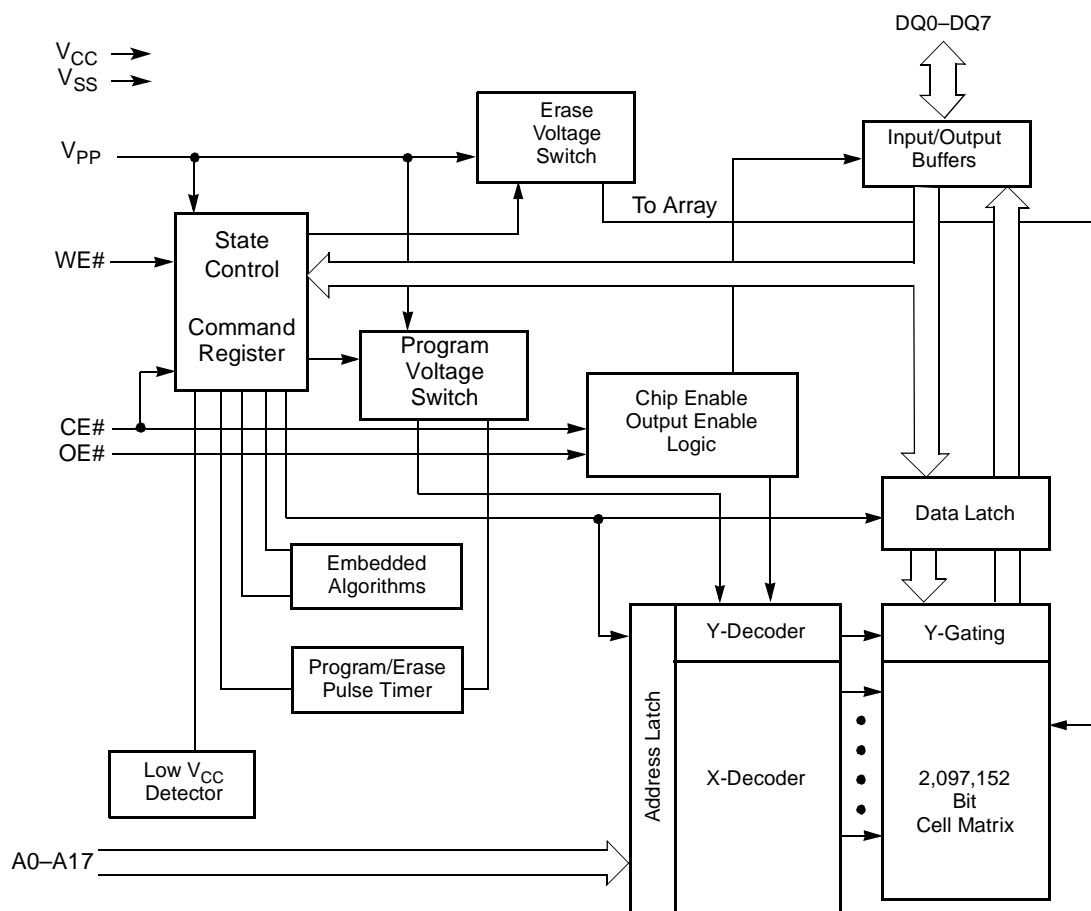 DQ0–DQ7
VCC
VSS
Erase
Voltage
Switch
Input/Output
Buffers
VPP
To Array
State
Control
WE#
Command
Register
Program
Voltage
Switch
Chip Enable
Output Enable
Logic
CE#
OE#
Data Latch
Embedded
Algorithms
Y-Decoder
Y-Gating
Program/Erase
Pulse Timer
Address Latch
Low VCC
Detector
X-Decoder
2,097,152
Bit
Cell Matrix
A0–A17